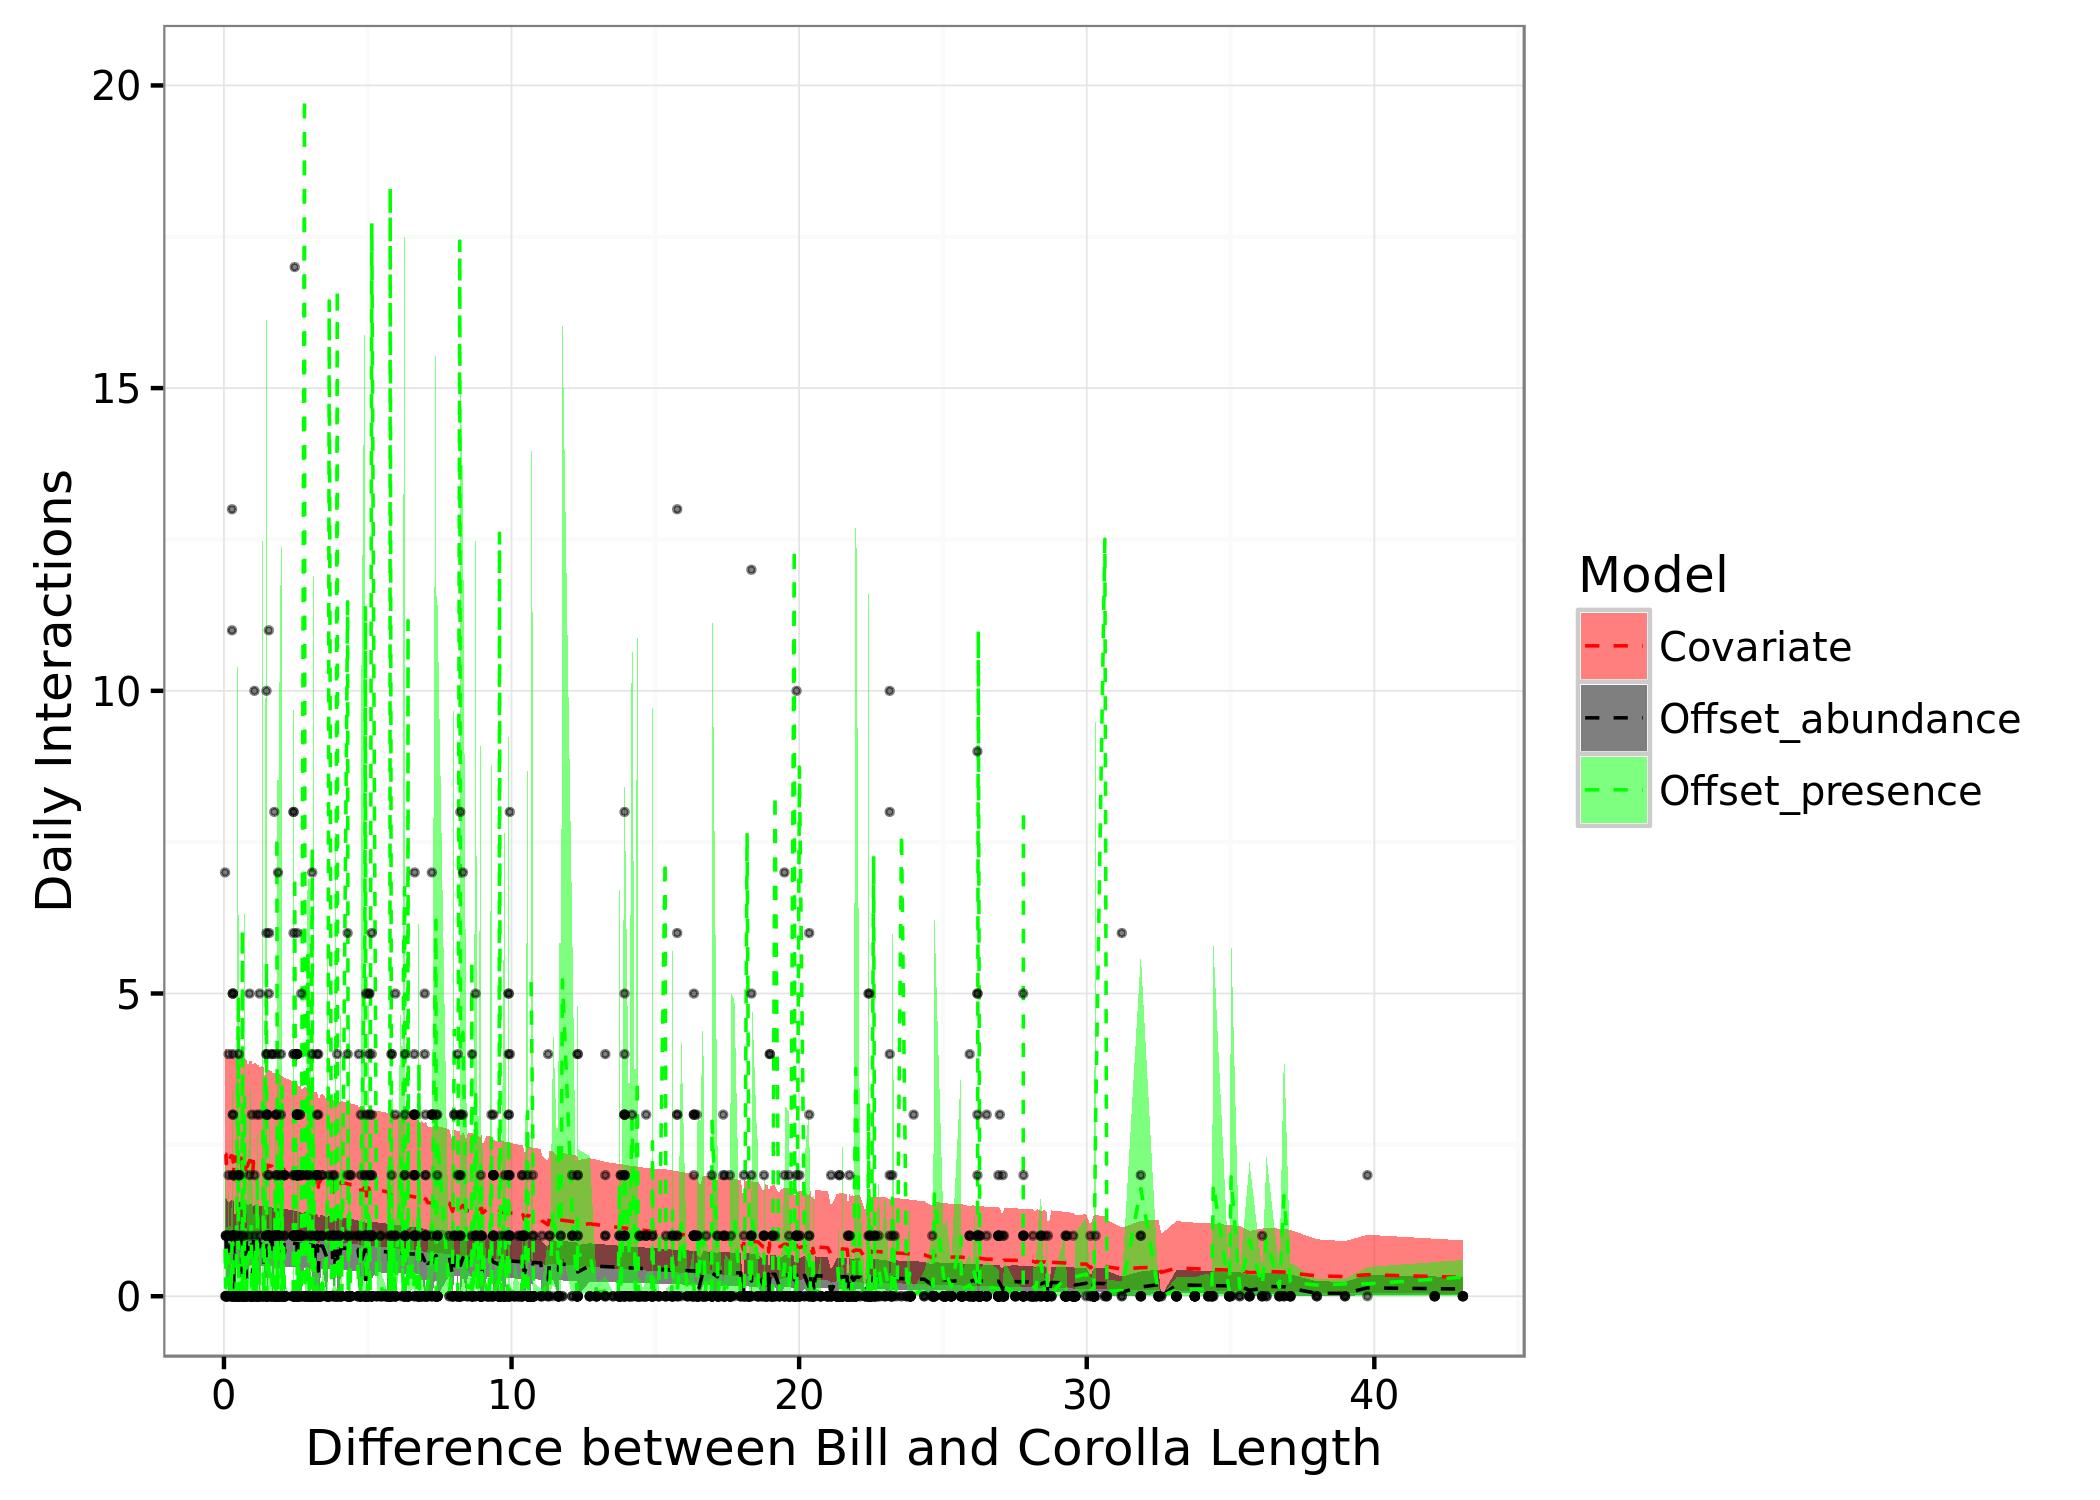 20
15
10
5
0
0 10 20 30 40
Daily Interactions
Difference between Bill and Corolla Length
Model
Covariate
Offset_abundance
Offset_presence